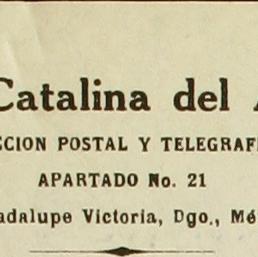 Catalina del
CCION POSTAL Y TELEGRAF
APARTADO No. 21
adalupe Victoria, Dgo., Mé